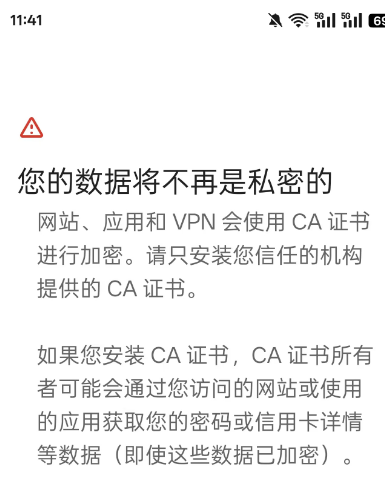 11:41 5G 5G
您的数据将不再是私密的
网站、应用和 VPN 会使用 CA 证书
进行加密。请只安装您信任的机构
提供的 CA 证书。
如果您安装 CA 证书，CA 证书所有
者可能会通过您访问的网站或使用
的应用获取您的密码或信用卡详情
等数据（即使这些数据已加密）。